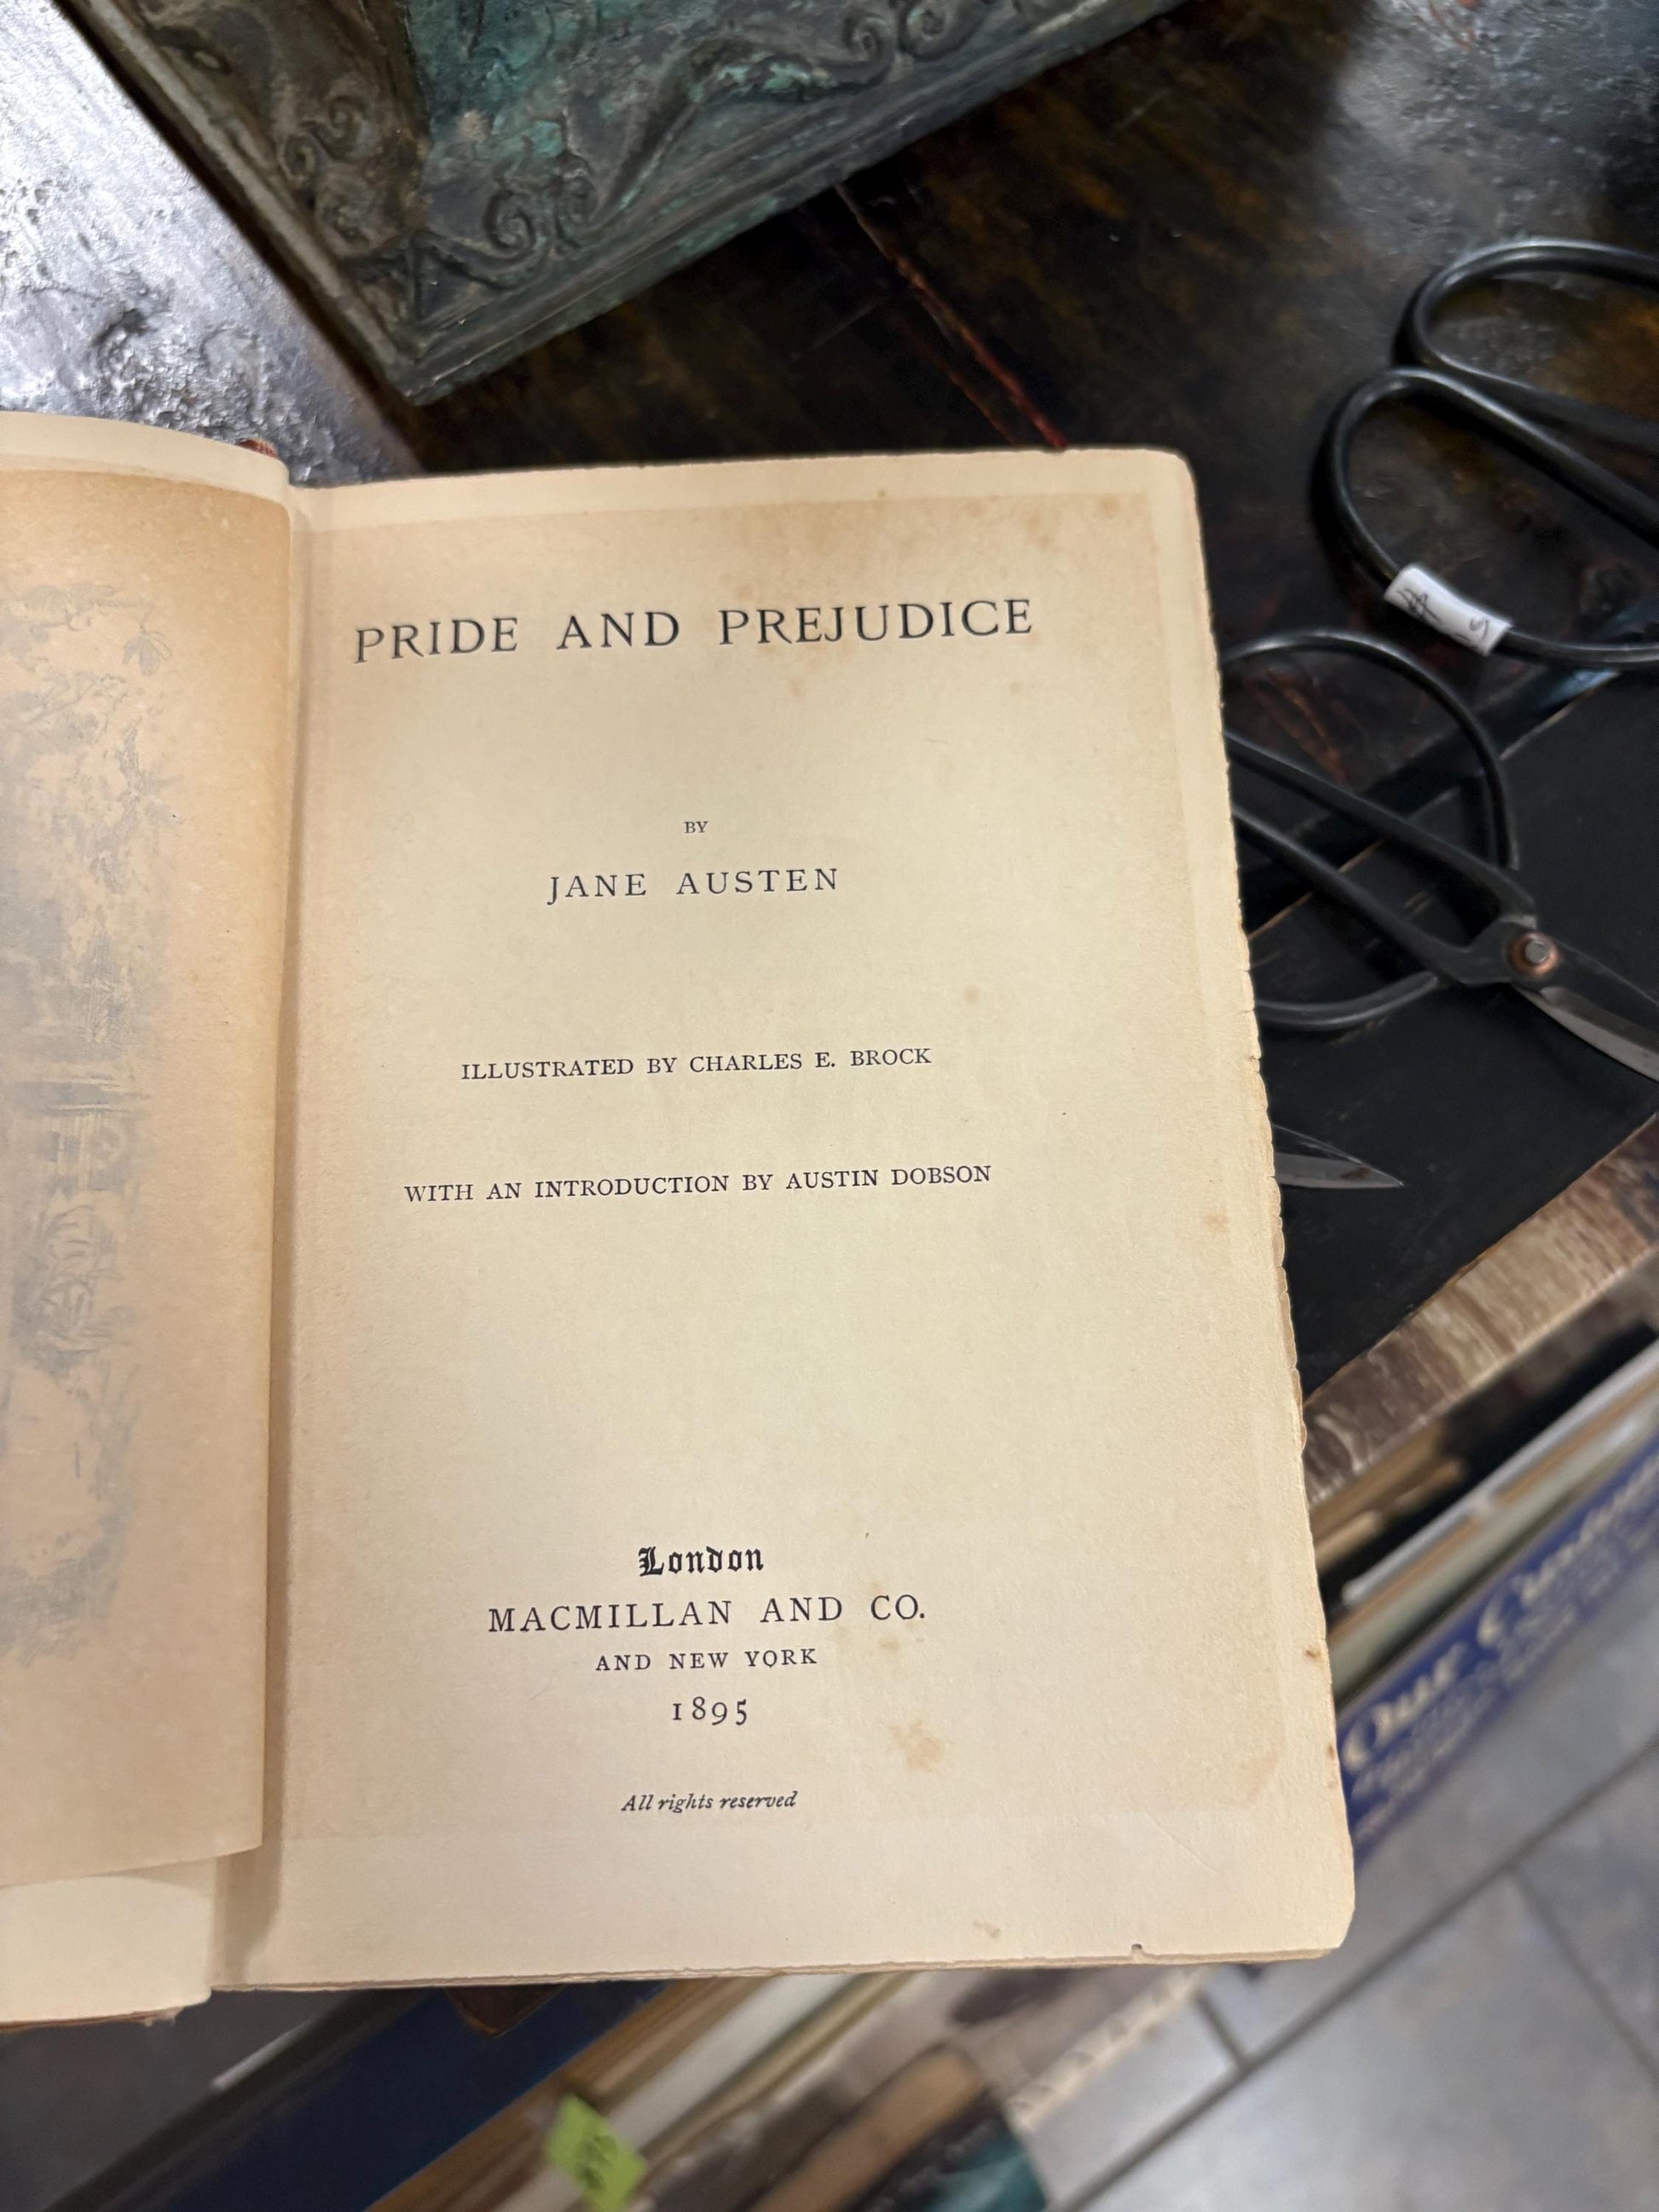 PRIDE AND PREJUDICE
BY
JANE AUSTEN
ILLUSTRATED BY CHARLES E. BROCK
WITH AN INTRODUCTION BY AUSTIN DOBSON
London
MACMILLAN AND CO.
AND NEW YORK
1895
All rights reserved
Our